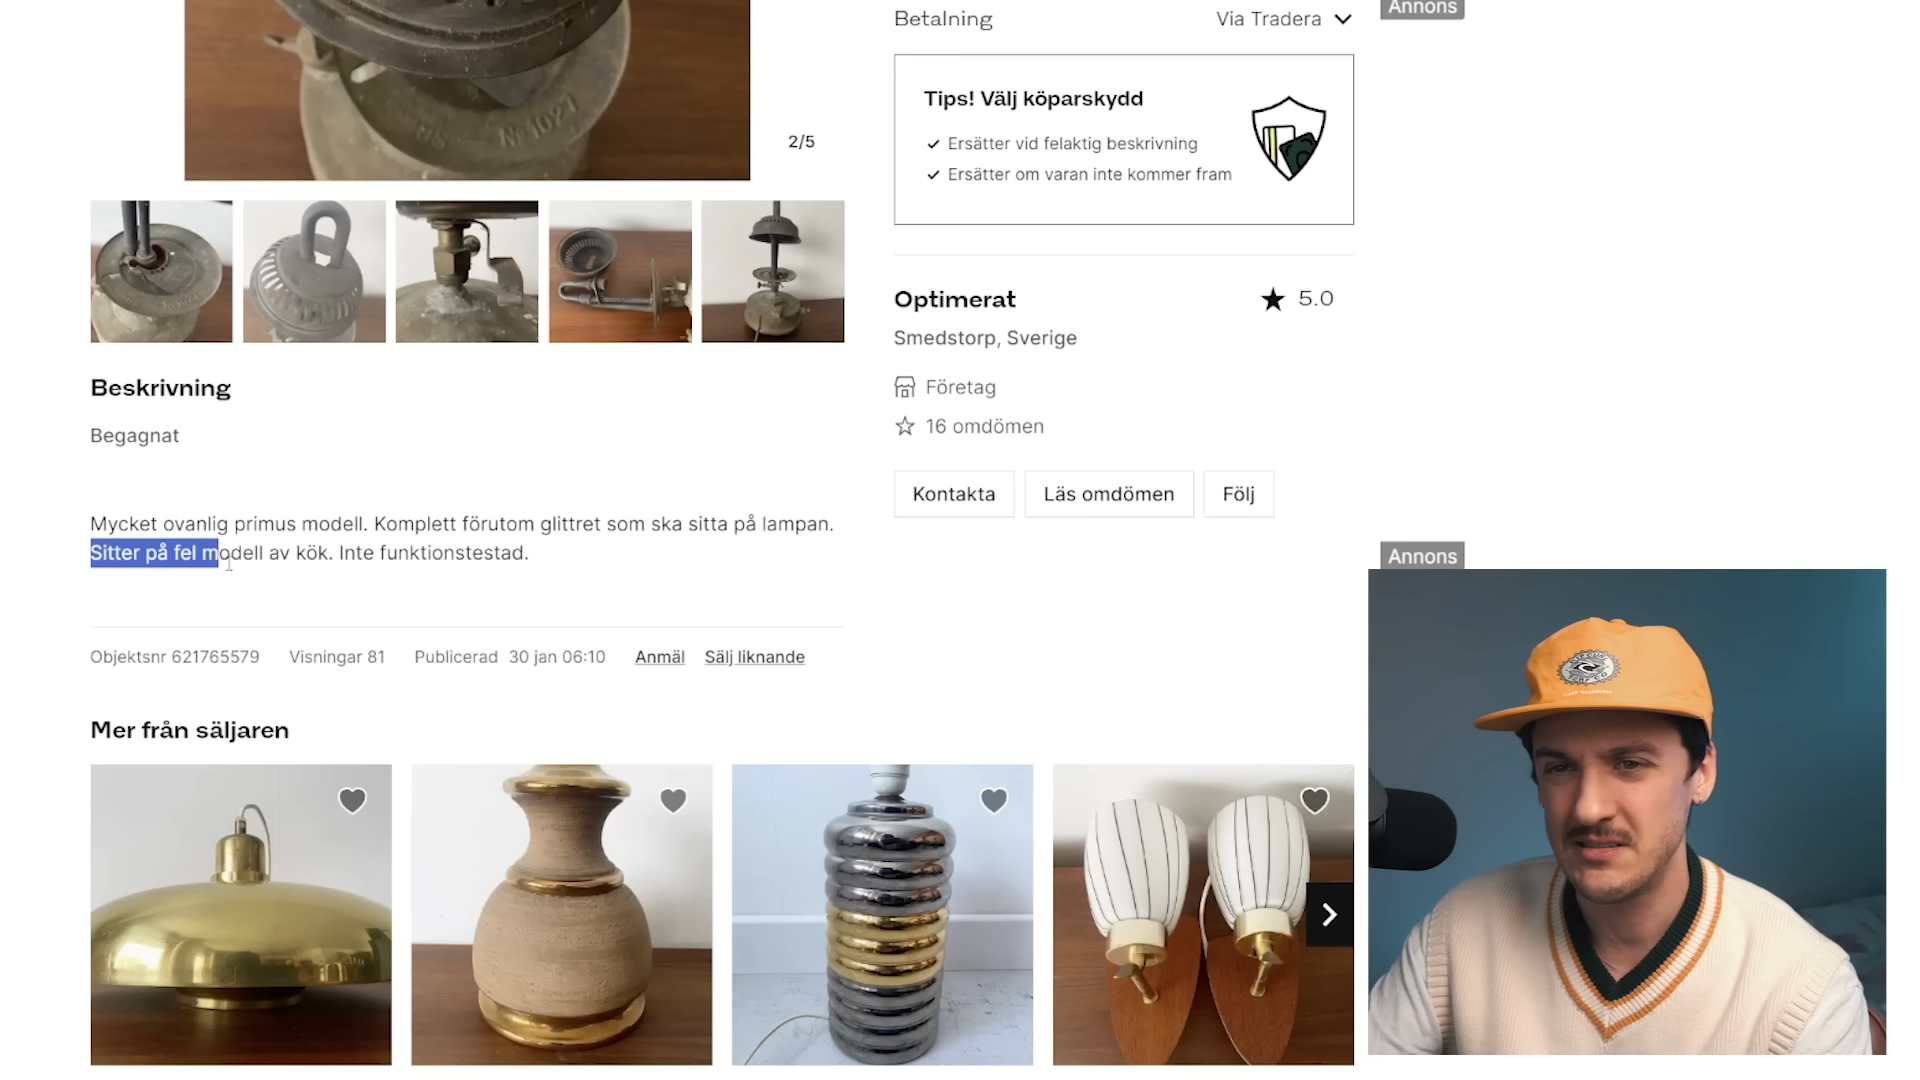 Betalning
Via Tradera
Annons
Tips! Välj köparskydd
Ersätter vid felaktig beskrivning
Ersätter om varan inte kommer fram
No 1027
2/5
Optimerat
5.0
Smedstorp, Sverige
Företag
16 omdömen
Kontakta
Läs omdömen
Följ
Beskrivning
Begagnat
Mycket ovanlig primus modell. Komplett förutom glittret som ska sitta på lampan.
Sitter på fel modell av kök. Inte funktionstestad.
Objektsnr 621765579 Visningar 81 Publicerad 30 jan 06:10 Anmäl Sälj liknande
Mer från säljaren
Annons